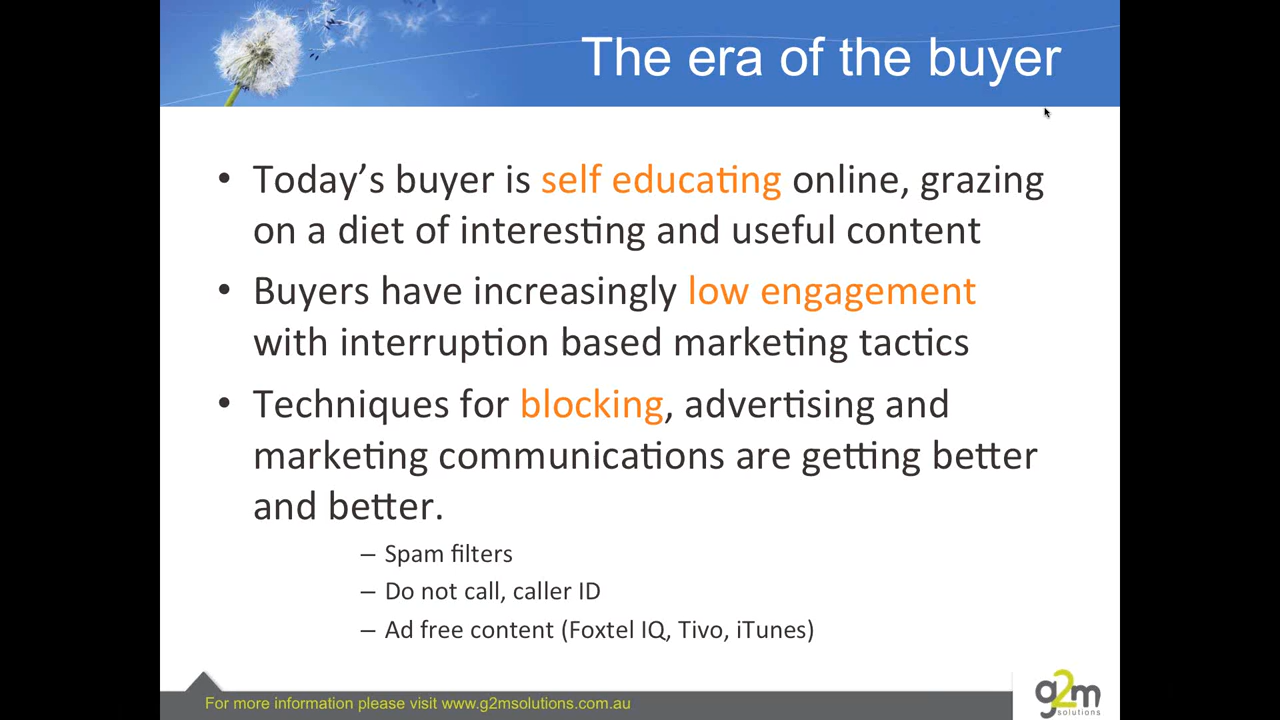 The era of the buyer
• Today’s buyer is self educating online, grazing
on a diet of interesting and useful content
• Buyers have increasingly low engagement
with interruption based marketing tactics
• Techniques for blocking, advertising and
marketing communications are getting better
and better.
– Spam filters
– Do not call, caller ID
– Ad free content (Foxtel IQ, Tivo, iTunes)
For more information please visit www.g2msolutions.com.au
g2m
solutions